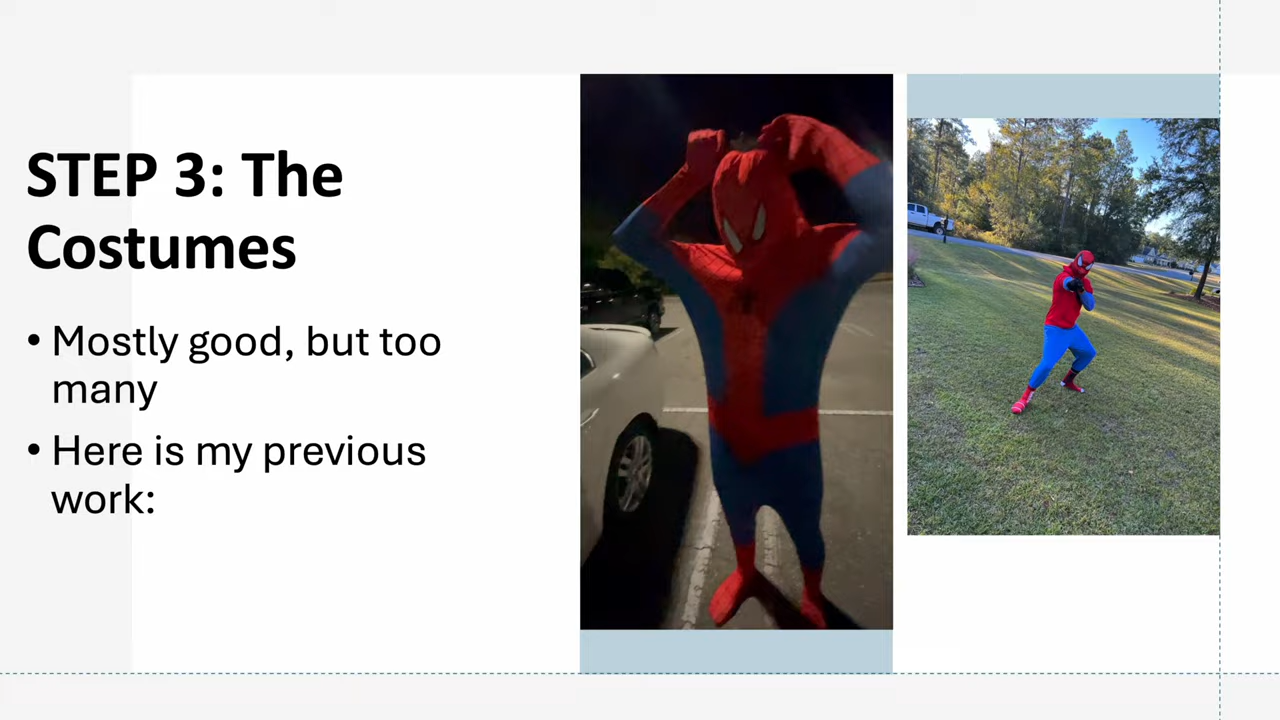 STEP 3: The
Costumes
• Mostly good, but too
many
• Here is my previous
work: